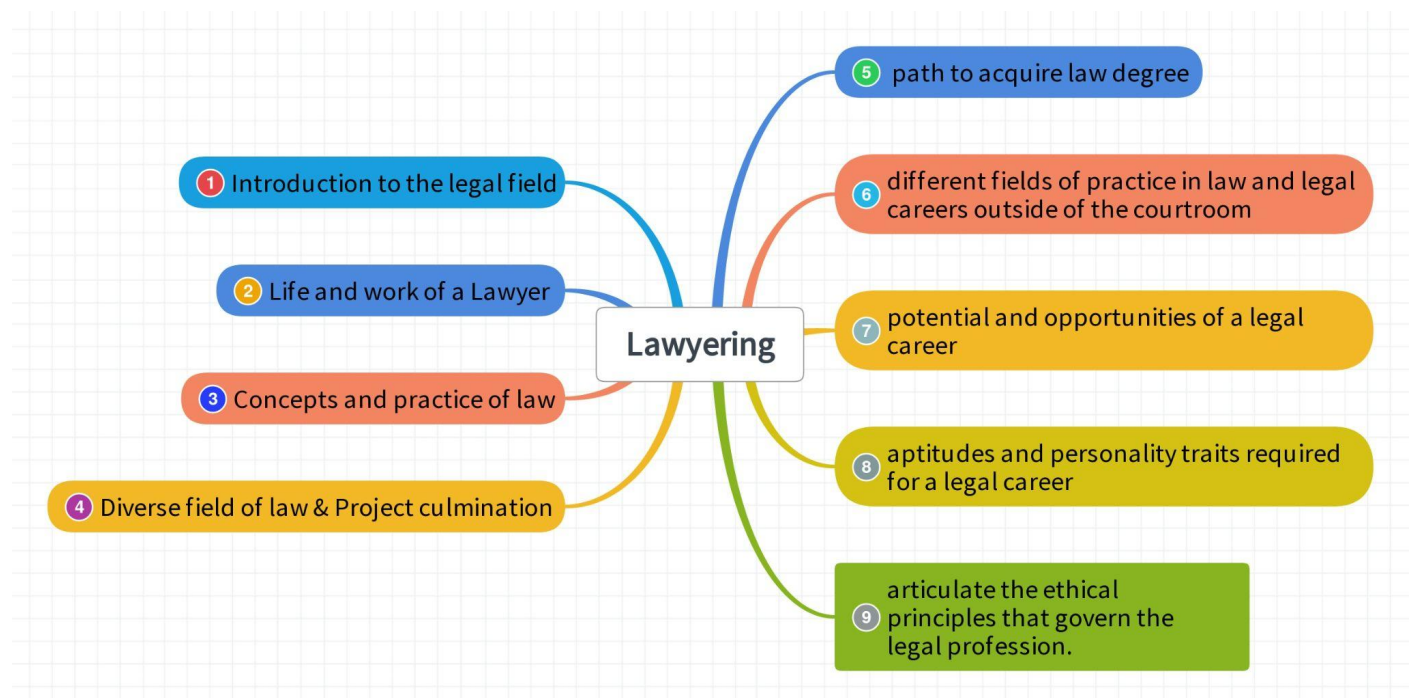 Lawyering
1 Introduction to the legal field
2 Life and work of a Lawyer
3 Concepts and practice of law
4 Diverse field of law & Project culmination
5 path to acquire law degree
6 different fields of practice in law and legal
careers outside of the courtroom
7 potential and opportunities of a legal
career
8 aptitudes and personality traits required
for a legal career
9 articulate the ethical
principles that govern the
legal profession.